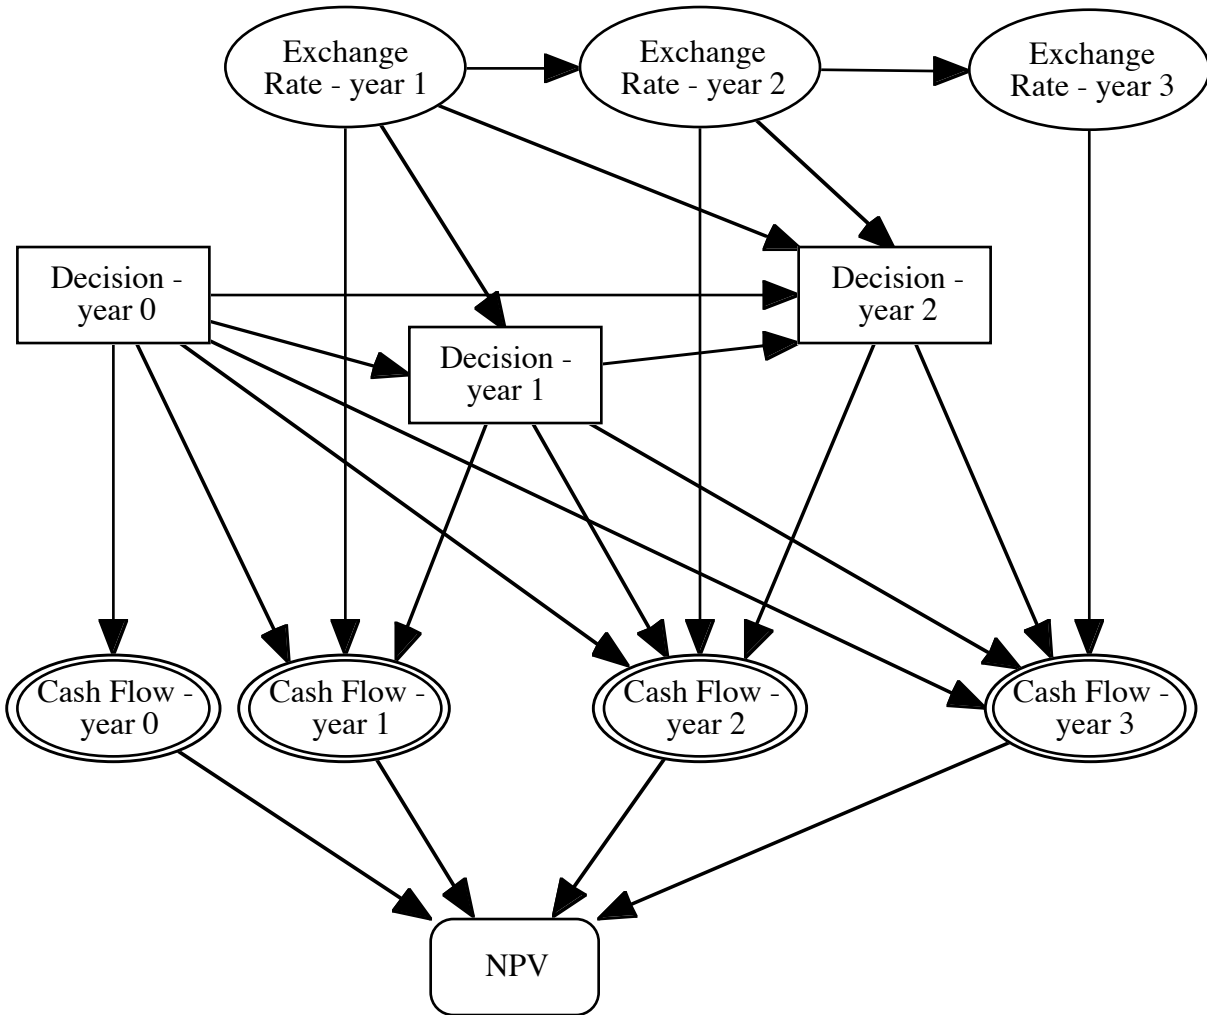 Exchange
Rate - year 1
Exchange
Rate - year 2
Exchange
Rate - year 3
Decision -
year 0
Decision -
year 2
Decision -
year 1
Cash Flow -
year 0
Cash Flow -
year 1
Cash Flow -
year 2
Cash Flow -
year 3
NPV